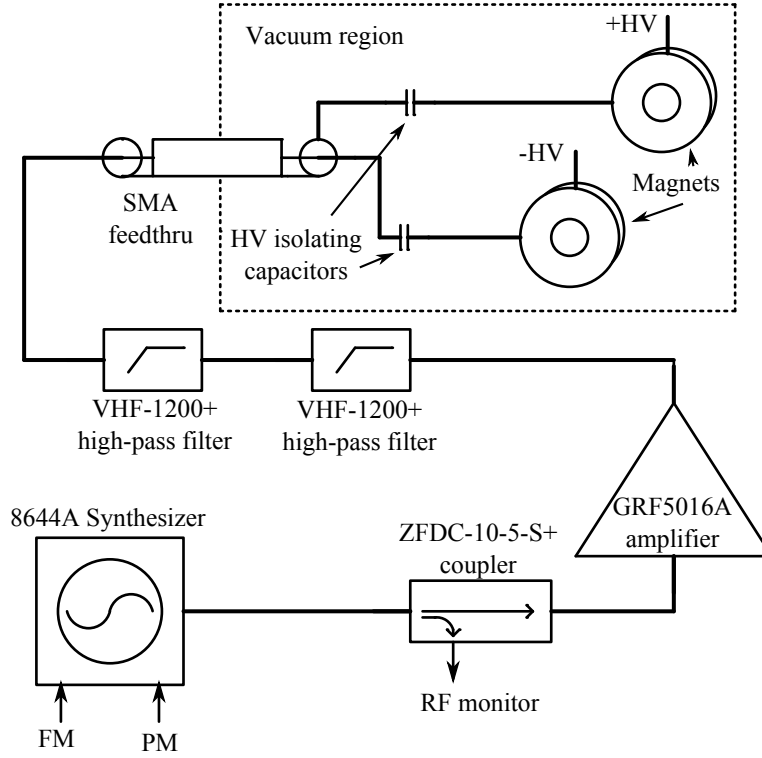 Vacuum region
+HV
-HV
Magnets
SMA
feedthru
HV isolating
capacitors
VHF-1200+
high-pass filter
VHF-1200+
high-pass filter
8644A Synthesizer
ZFDC-10-5-S+
coupler
GRF5016A
amplifier
RF monitor
FM
PM